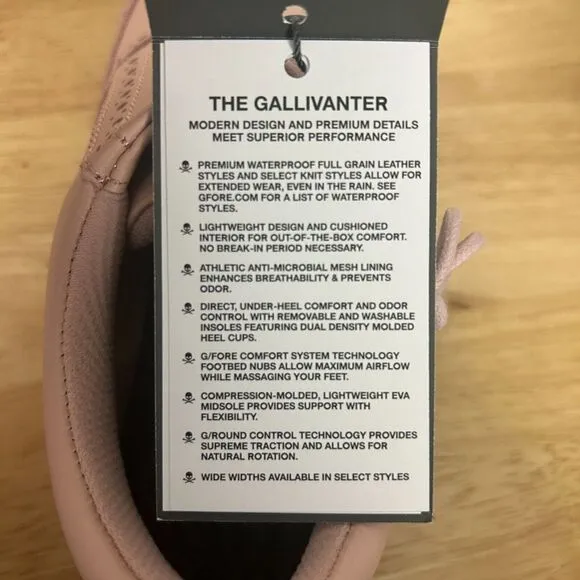 THE GALLIVANTER
MODERN DESIGN AND PREMIUM DETAILS
MEET SUPERIOR PERFORMANCE
PREMIUM WATERPROOF FULL GRAIN LEATHER
STYLES AND SELECT KNIT STYLES ALLOW FOR
EXTENDED WEAR, EVEN IN THE RAIN. SEE
GFORE.COM FOR A LIST OF WATERPROOF
STYLES.
LIGHTWEIGHT DESIGN AND CUSHIONED
INTERIOR FOR OUT-OF-THE-BOX COMFORT.
NO BREAK-IN PERIOD NECESSARY.
ATHLETIC ANTI-MICROBIAL MESH LINING
ENHANCES BREATHABILITY & PREVENTS
ODOR.
DIRECT, UNDER-HEEL COMFORT AND ODOR
CONTROL WITH REMOVABLE AND WASHABLE
INSOLES FEATURING DUAL DENSITY MOLDED
HEEL CUPS.
G/FORE COMFORT SYSTEM TECHNOLOGY
FOOTBED NUBS ALLOW MAXIMUM AIRFLOW
WHILE MASSAGING YOUR FEET.
COMPRESSION-MOLDED, LIGHTWEIGHT EVA
MIDSOLE PROVIDES SUPPORT WITH
FLEXIBILITY.
G/ROUND CONTROL TECHNOLOGY PROVIDES
SUPREME TRACTION AND ALLOWS FOR
NATURAL ROTATION.
WIDE WIDTHS AVAILABLE IN SELECT STYLES